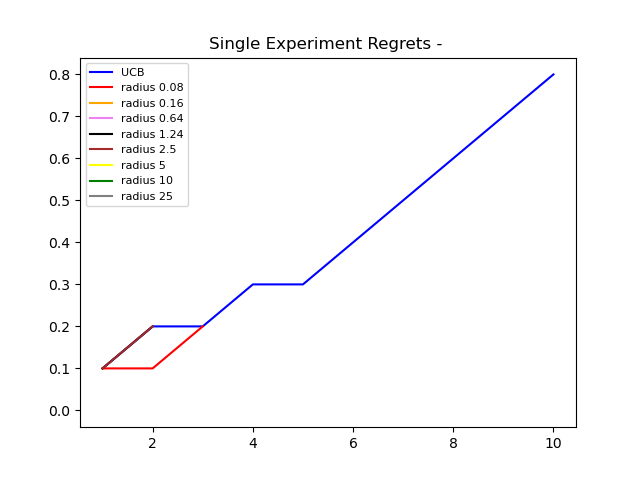 Single Experiment Regrets -
0.8
0.7
0.6
0.5
0.4
0.3
0.2
0.1
0.0
UCB
radius 0.08
radius 0.16
radius 0.64
radius 1.24
radius 2.5
radius 5
radius 10
radius 25
2 4 6 8 10